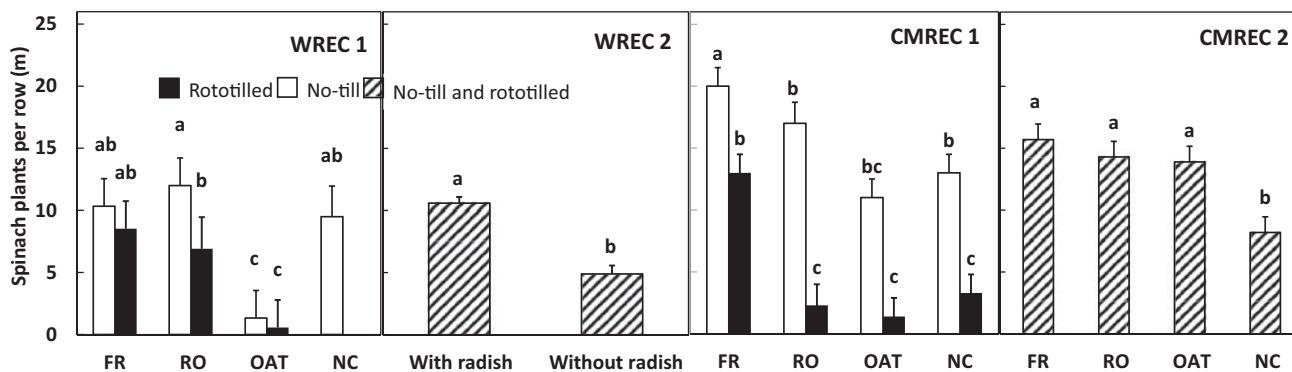 Spinach plants per row (m)
25
20
15
10
5
0
WREC 1
WREC 2
CMREC 1
CMREC 2
Rototilled
No-till
No-till and rototilled
ab
ab
a
b
c
c
ab
a
b
a
b
b
c
bc
c
b
c
a
a
a
b
FR RO OAT NC
With radish Without radish
FR RO OAT NC
FR RO OAT NC